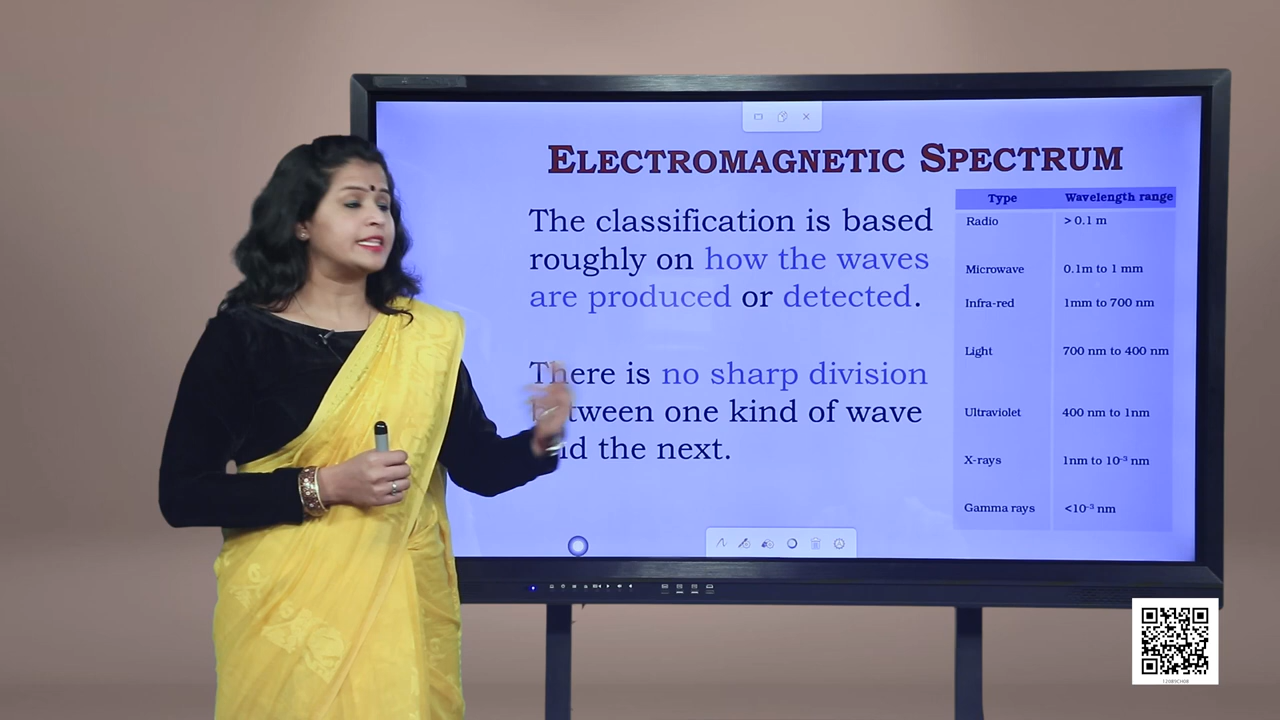 ELECTROMAGNETIC SPECTRUM
The classification is based
roughly on how the waves
are produced or detected.
There is no sharp division
between one kind of wave
and the next.
Type Wavelength range
Radio > 0.1 m
Microwave 0.1m to 1 mm
Infra-red 1mm to 700 nm
Light 700 nm to 400 nm
Ultraviolet 400 nm to 1nm
X-rays 1nm to 10⁻³ nm
Gamma rays <10⁻³ nm